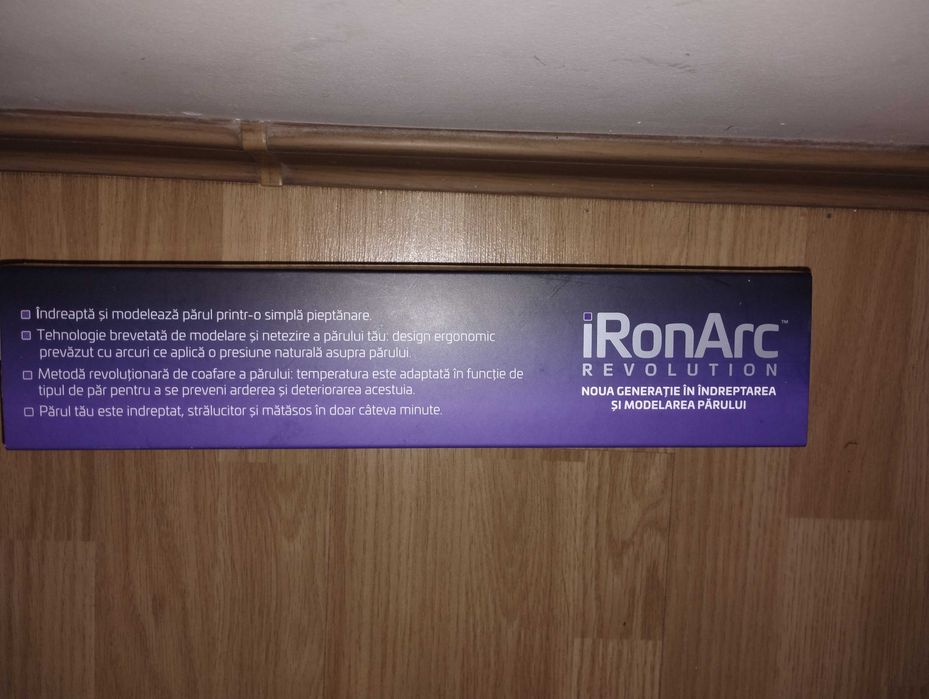 Îndreaptă și modelează părul printr-o simplă pieptănare.
Tehnologie brevetată de modelare și netezire a părului tău: design ergonomic
prevăzut cu arcuri ce aplică o presiune naturală asupra părului.
Metodă revoluționară de coafare a părului: temperatura este adaptată în funcție de
tipul de păr pentru a se preveni arderea și deteriorarea acestuia.
Părul tău este indreptat, strălucitor și mătăsos în doar câteva minute.
iRonArc™
REVOLUTION
NOUA GENERAȚIE ÎN ÎNDREPTAREA
ȘI MODELAREA PĂRULUI